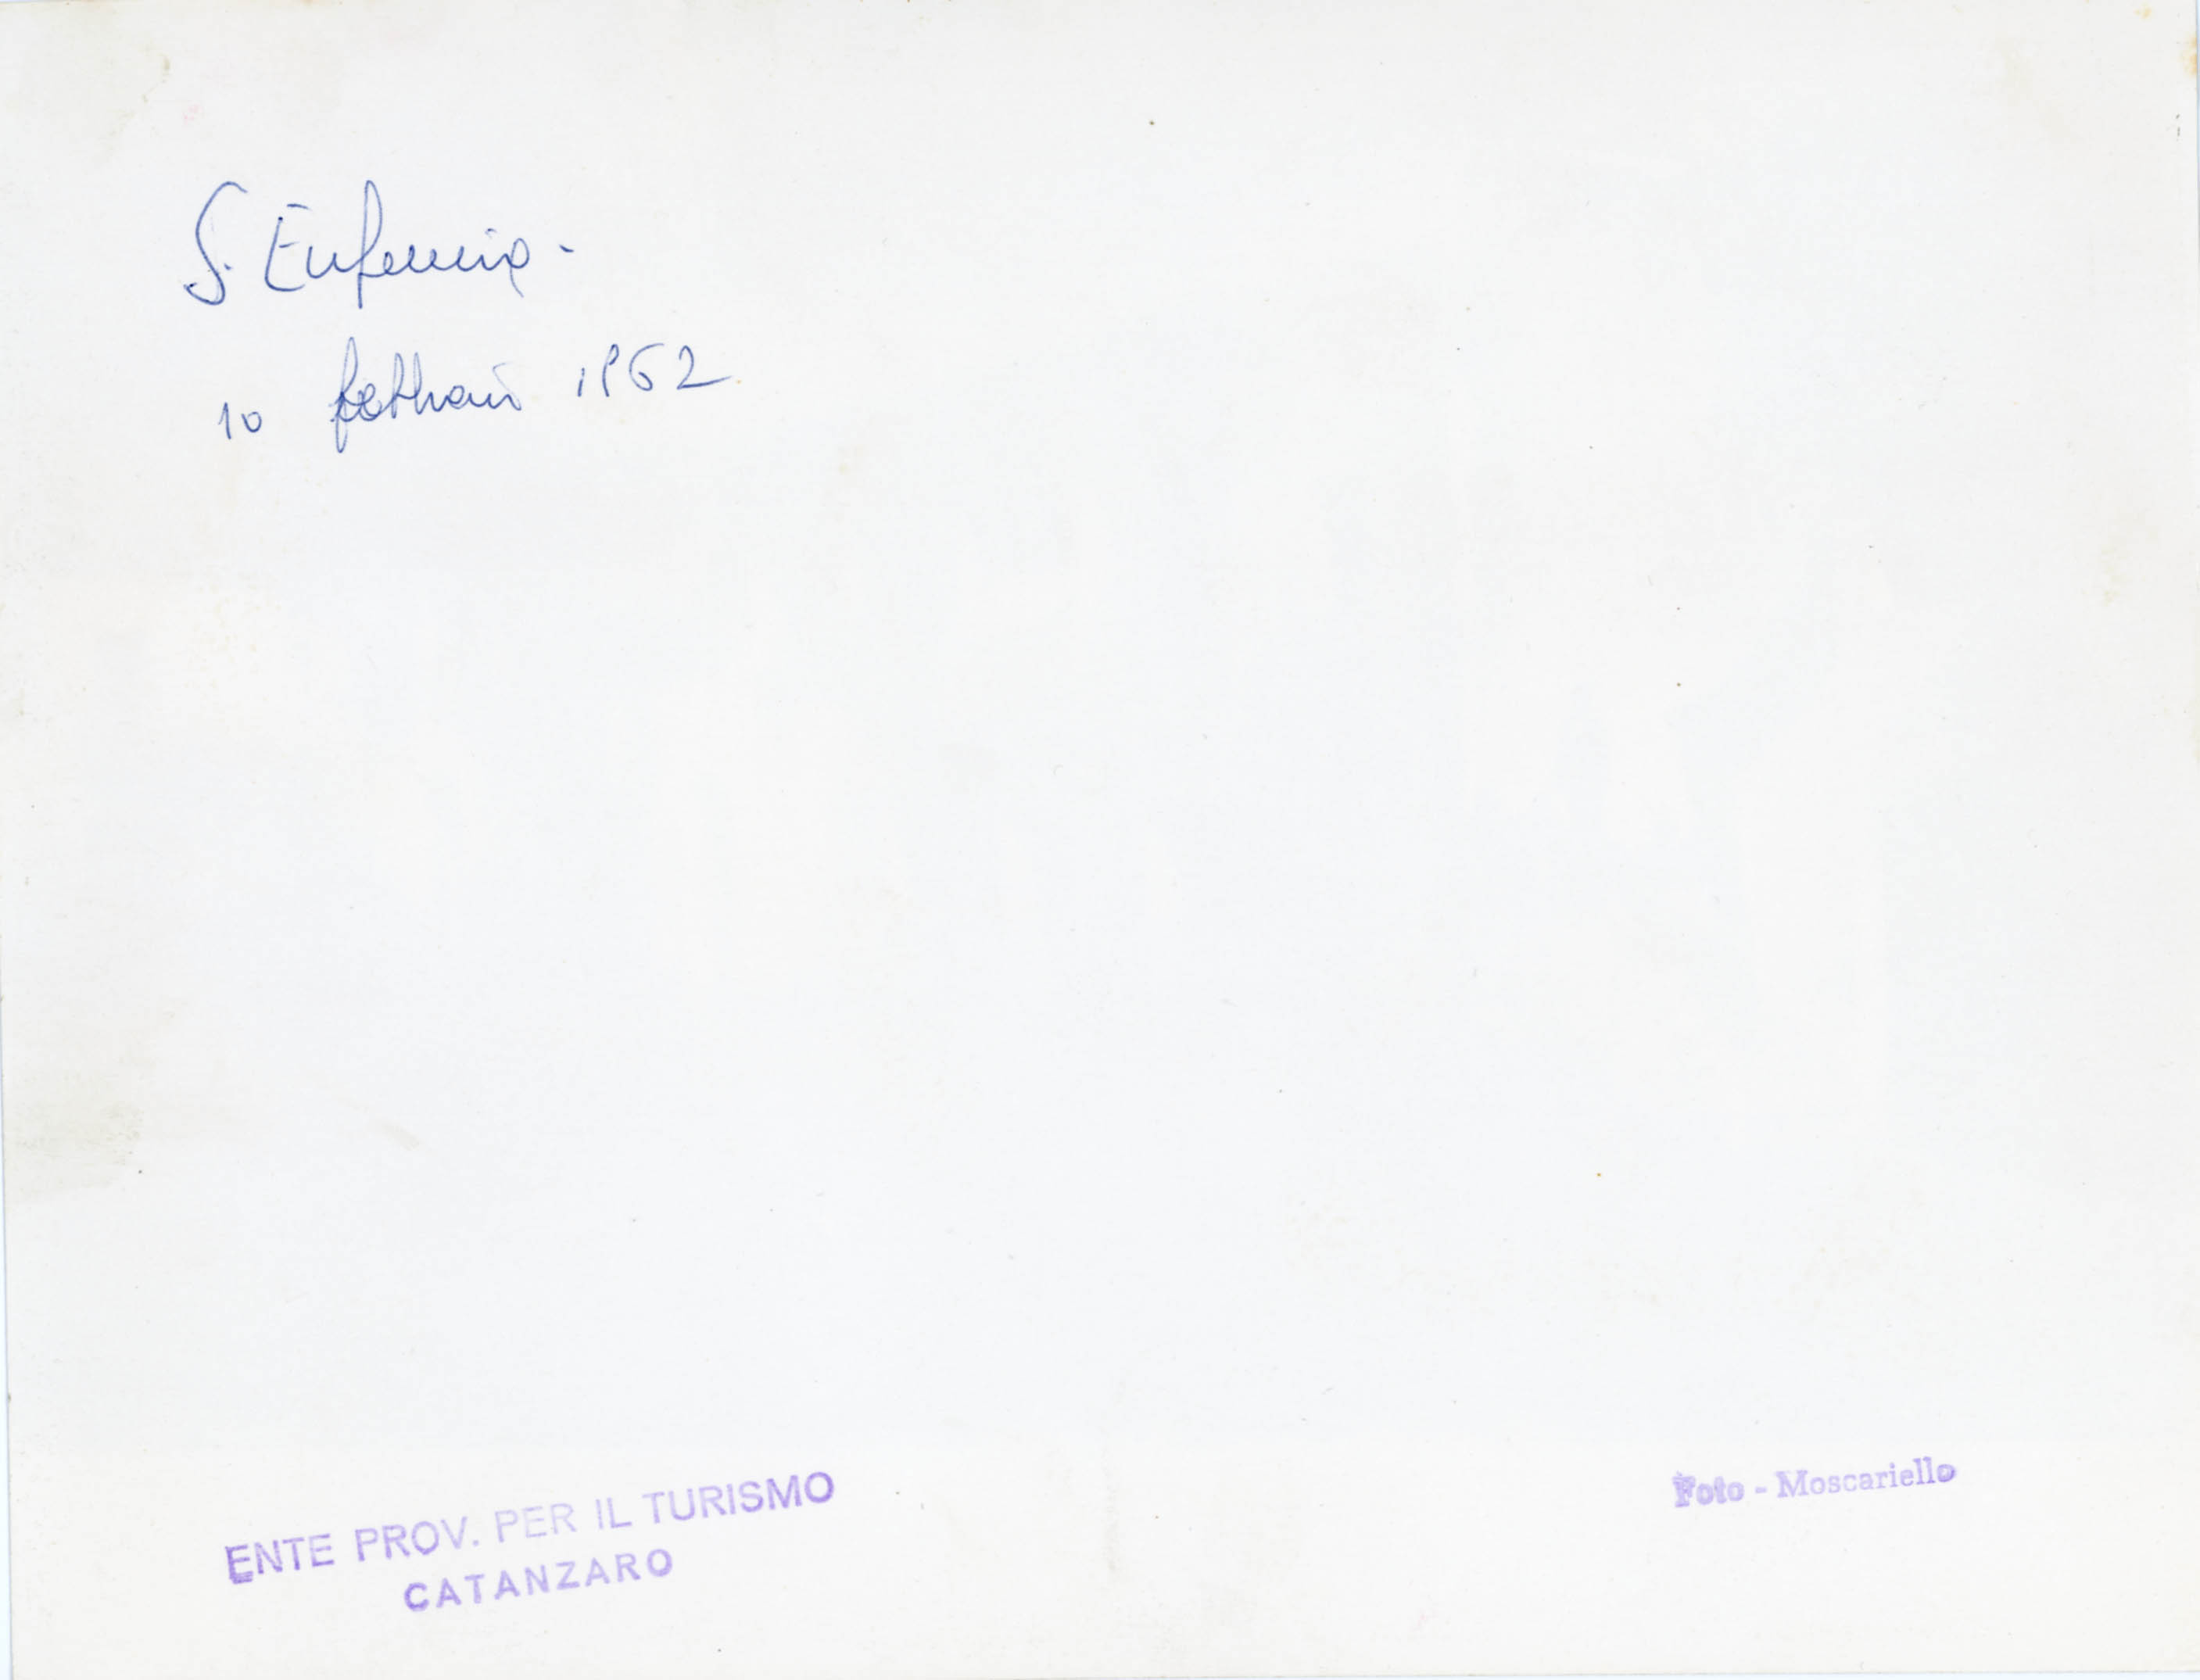 S. Eufemia -
10 febbraio 1962
ENTE PROV. PER IL TURISMO
CATANZARO
Foto - Moscariello